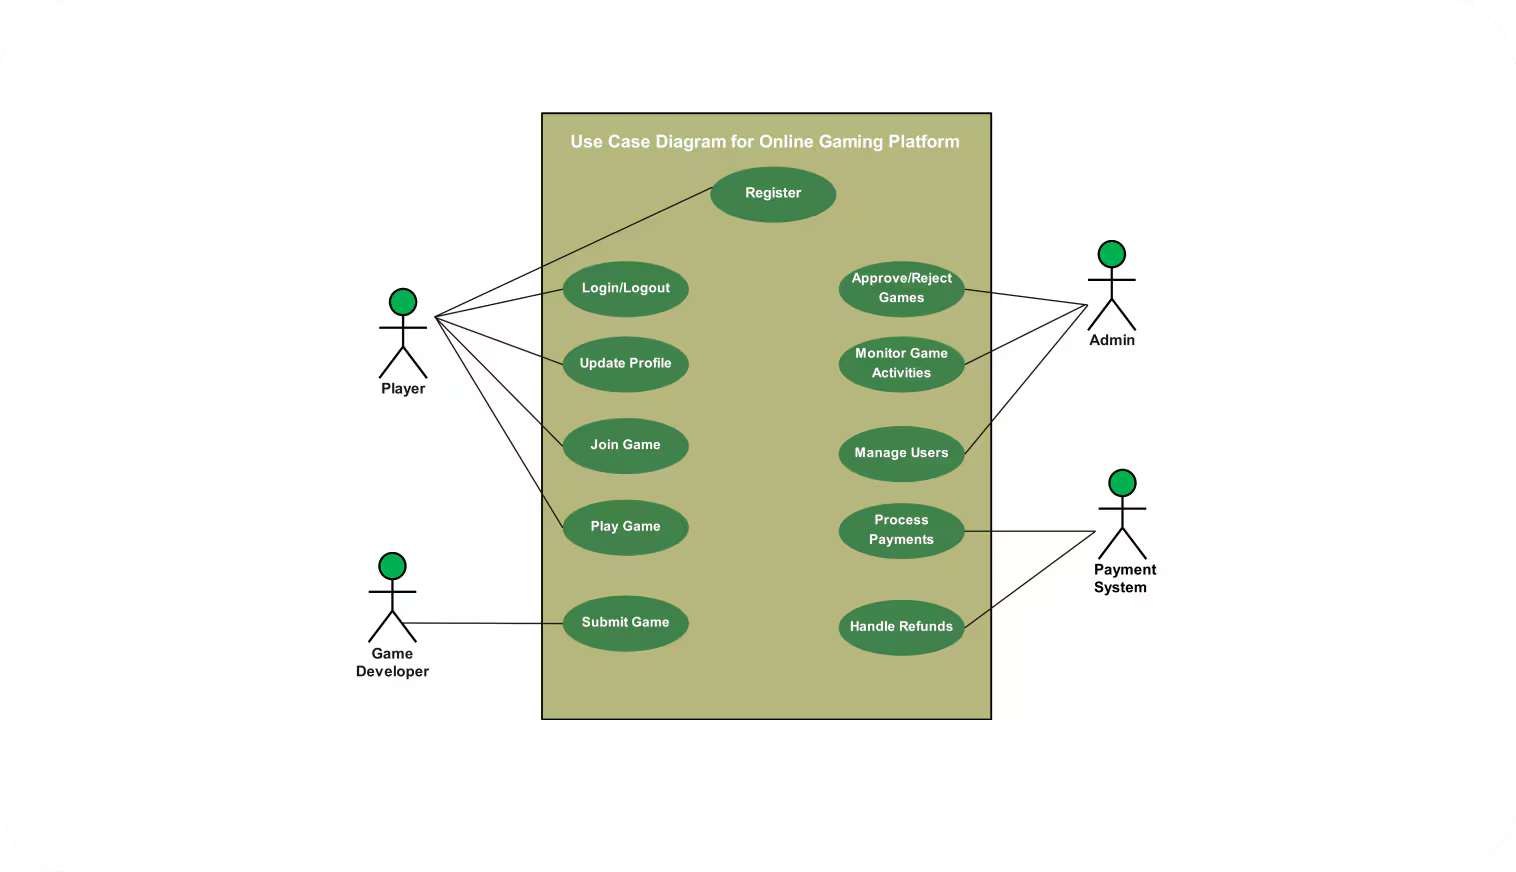 Use Case Diagram for Online Gaming Platform
Register
Login/Logout
Update Profile
Join Game
Play Game
Submit Game
Approve/Reject
Games
Monitor Game
Activities
Manage Users
Process
Payments
Handle Refunds
Player
Game
Developer
Admin
Payment
System